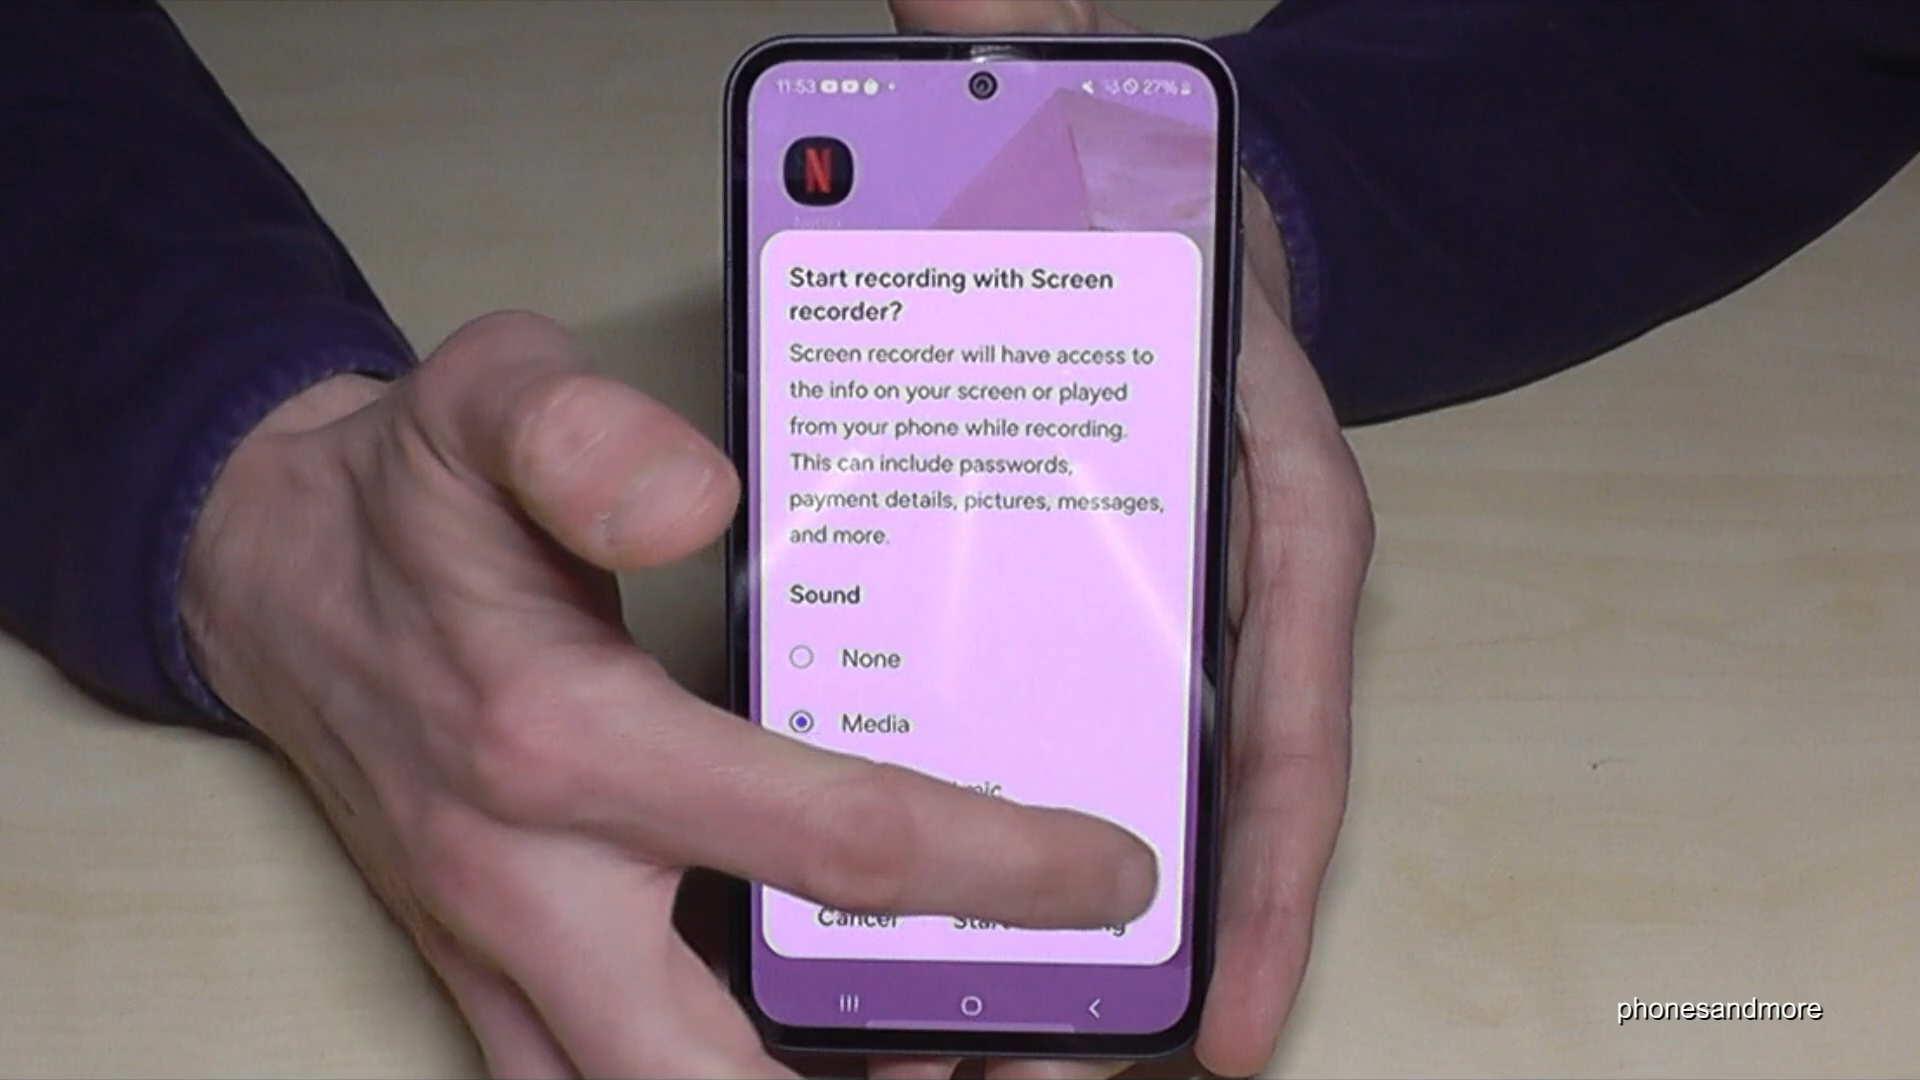 11:53
27%
N
Start recording with Screen
recorder?
Screen recorder will have access to
the info on your screen or played
from your phone while recording.
This can include passwords,
payment details, pictures, messages,
and more.
Sound
None
Media
mic
Cancel
phonesandmore